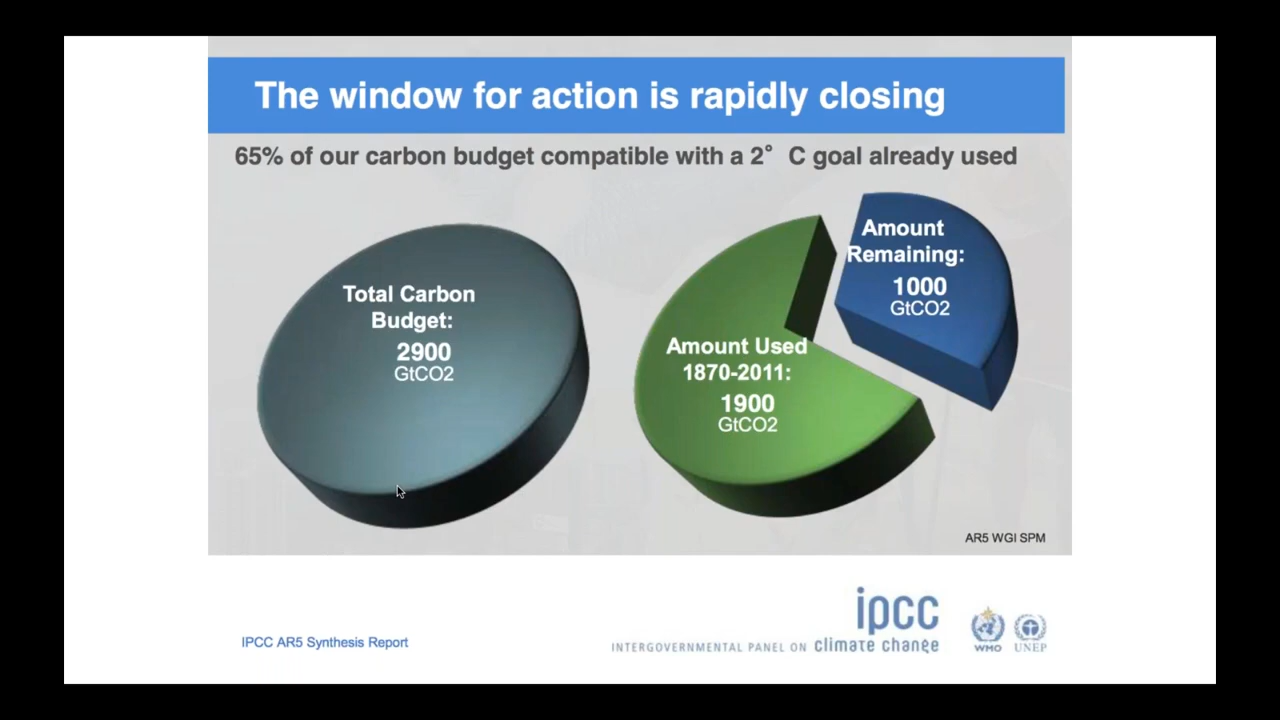 The window for action is rapidly closing
65% of our carbon budget compatible with a 2° C goal already used
Total Carbon
Budget:
2900
GtCO2
Amount Used
1870-2011:
1900
GtCO2
Amount
Remaining:
1000
GtCO2
AR5 WGI SPM
IPCC AR5 Synthesis Report
ipcc
INTERGOVERNMENTAL PANEL ON climate change
WMO
UNEP